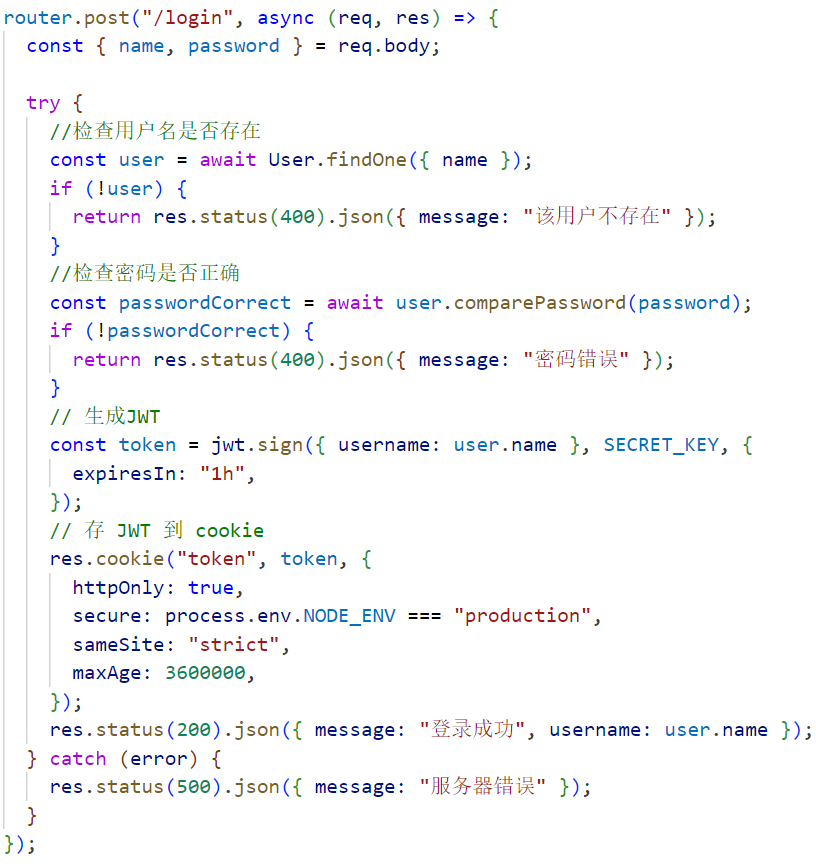 router.post("/login", async (req, res) => {
  const { name, password } = req.body;

  try {
    //检查用户名是否存在
    const user = await User.findOne({ name });
    if (!user) {
      return res.status(400).json({ message: "该用户不存在" });
    }
    //检查密码是否正确
    const passwordCorrect = await user.comparePassword(password);
    if (!passwordCorrect) {
      return res.status(400).json({ message: "密码错误" });
    }
    // 生成JWT
    const token = jwt.sign({ username: user.name }, SECRET_KEY, {
      expiresIn: "1h",
    });
    // 存 JWT 到 cookie
    res.cookie("token", token, {
      httpOnly: true,
      secure: process.env.NODE_ENV === "production",
      sameSite: "strict",
      maxAge: 3600000,
    });
    res.status(200).json({ message: "登录成功", username: user.name });
  } catch (error) {
    res.status(500).json({ message: "服务器错误" });
  }
});